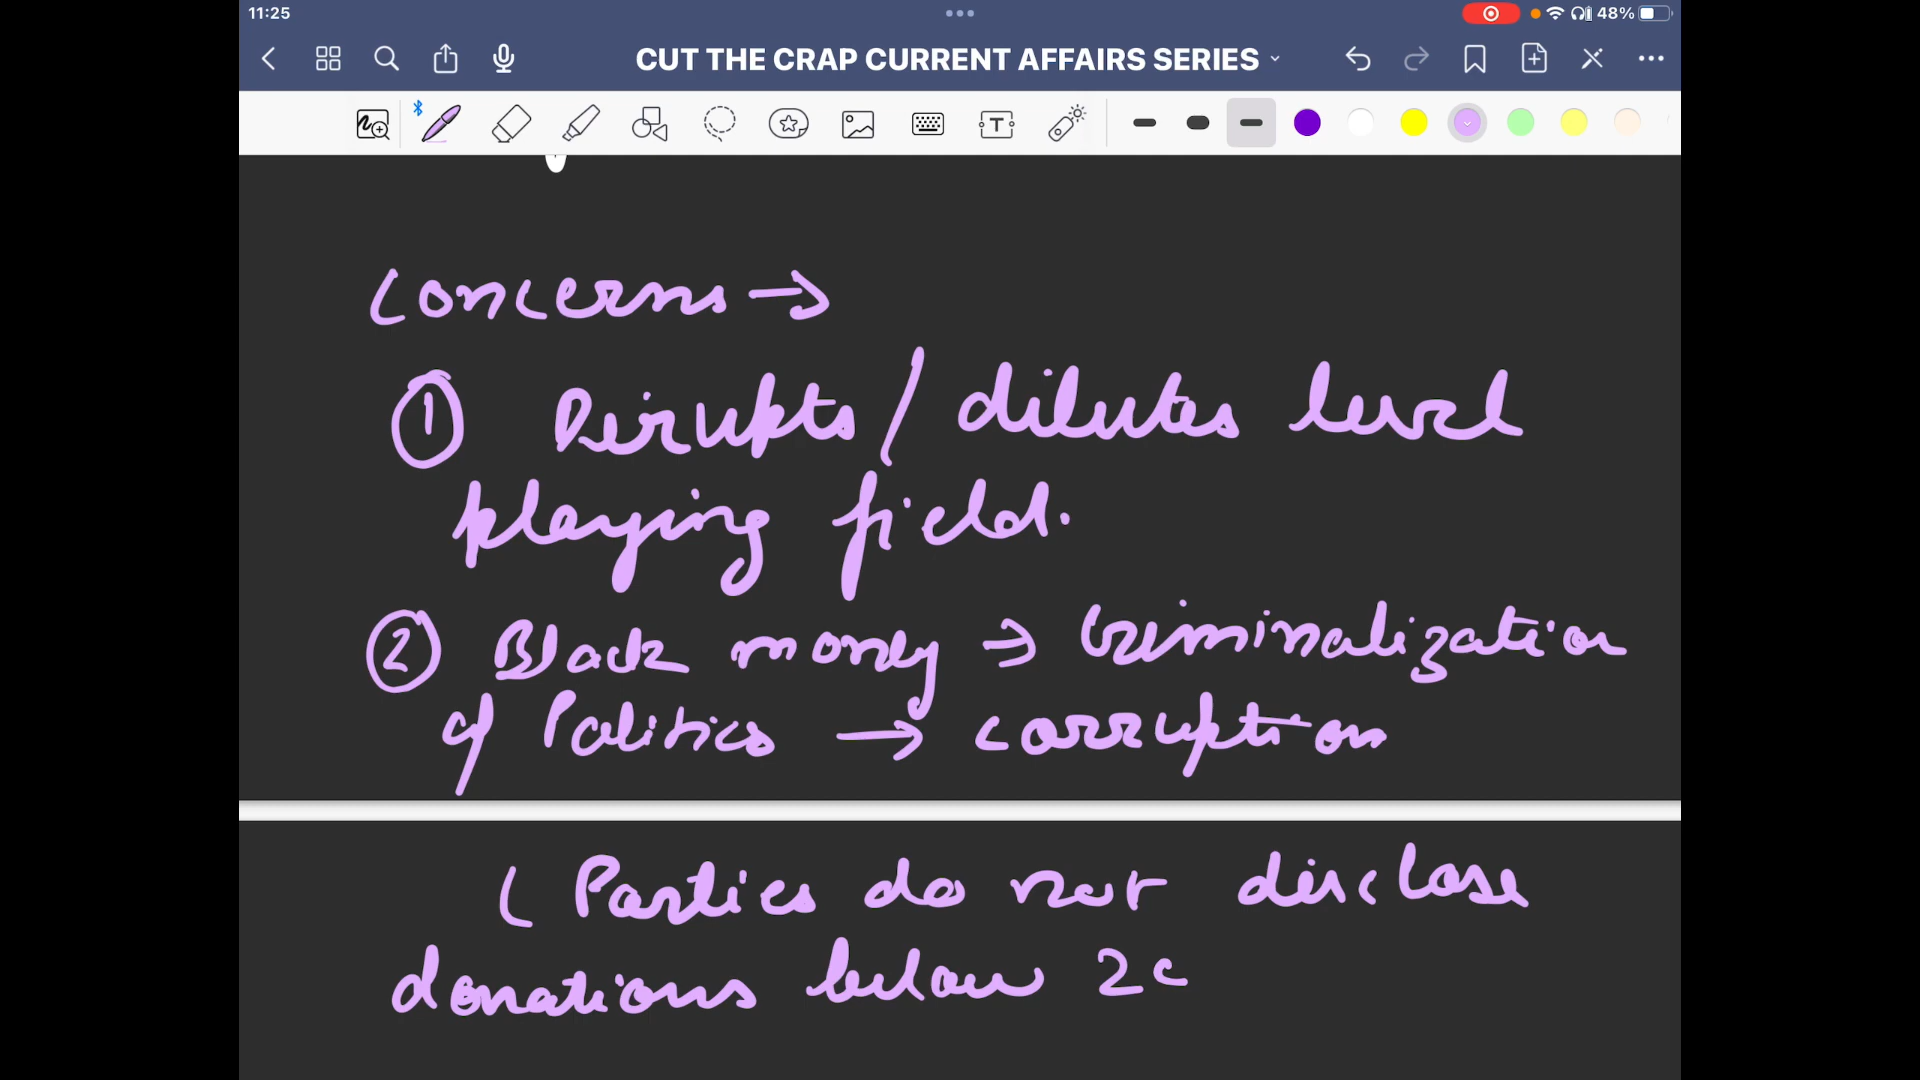 11:25
48%
CUT THE CRAP CURRENT AFFAIRS SERIES
Concerns →
① Disrupts / dilutes level
playing field.
② Black money → Criminalization
of Politics → corruption
( Parties do not disclose
donations below 20